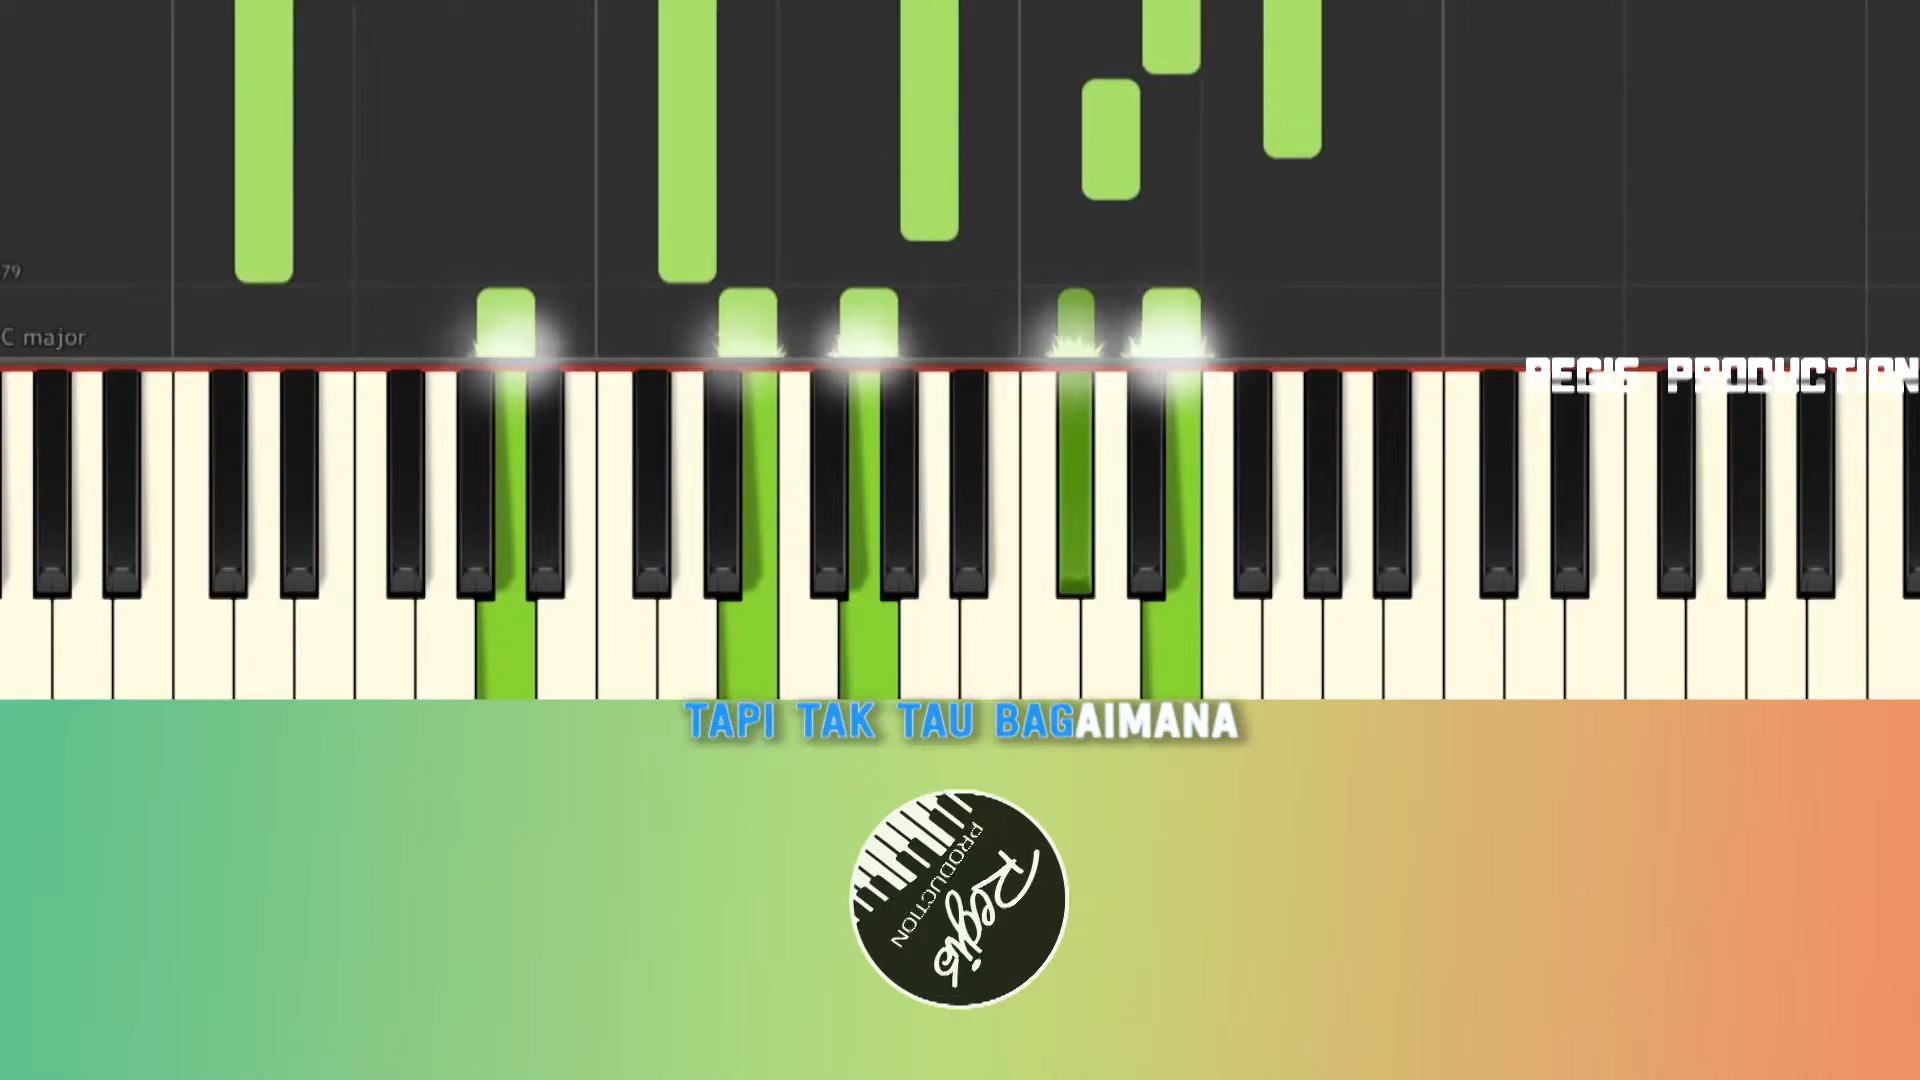 79
C major
REGIS PRODUCTION
TAPI TAK TAU BAGAIMANA
Regis
PRODUCTION